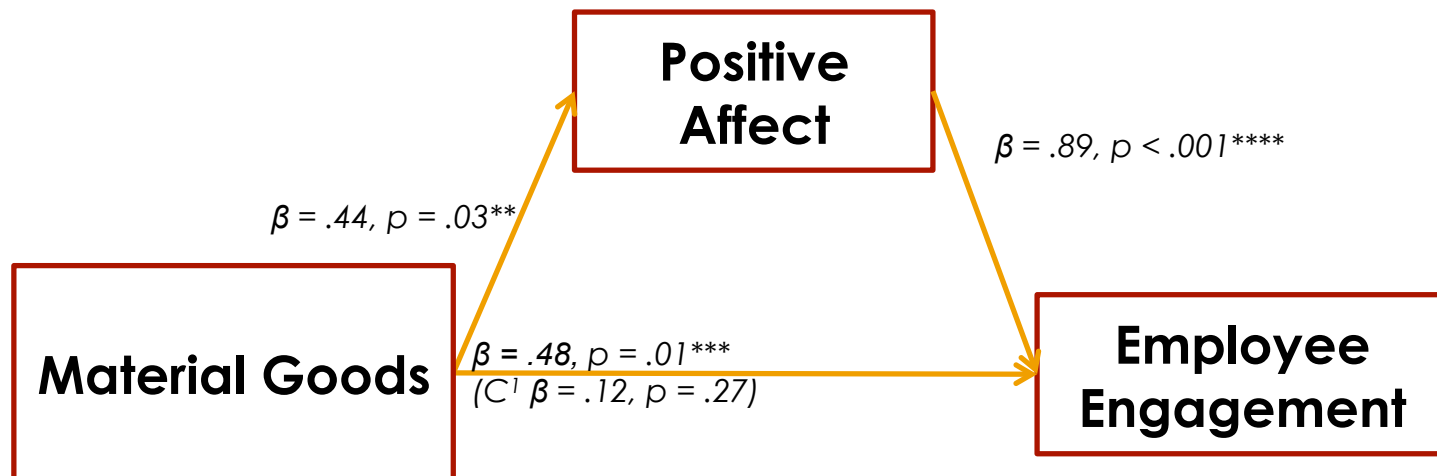 Positive
Affect
β = .89, p < .001****
β = .44, p = .03**
Material Goods
β = .48, p = .01***
(C¹ β = .12, p = .27)
Employee
Engagement